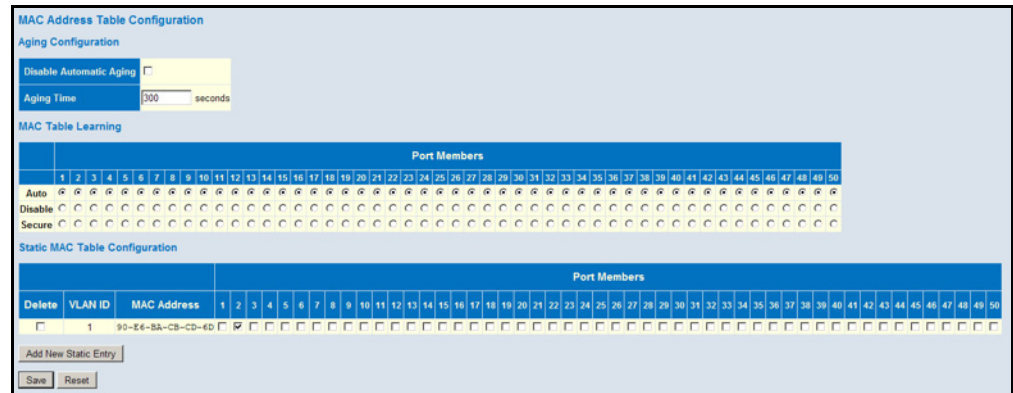 MAC Address Table Configuration
Aging Configuration
Disable Automatic Aging
Aging Time 300 seconds
MAC Table Learning
Port Members
1 2 3 4 5 6 7 8 9 10 11 12 13 14 15 16 17 18 19 20 21 22 23 24 25 26 27 28 29 30 31 32 33 34 35 36 37 38 39 40 41 42 43 44 45 46 47 48 49 50
Auto
Disable
Secure
Static MAC Table Configuration
Port Members
Delete VLAN ID MAC Address 1 2 3 4 5 6 7 8 9 10 11 12 13 14 15 16 17 18 19 20 21 22 23 24 25 26 27 28 29 30 31 32 33 34 35 36 37 38 39 40 41 42 43 44 45 46 47 48 49 50
1 90-E6-BA-CB-CD-6D
Add New Static Entry
Save Reset